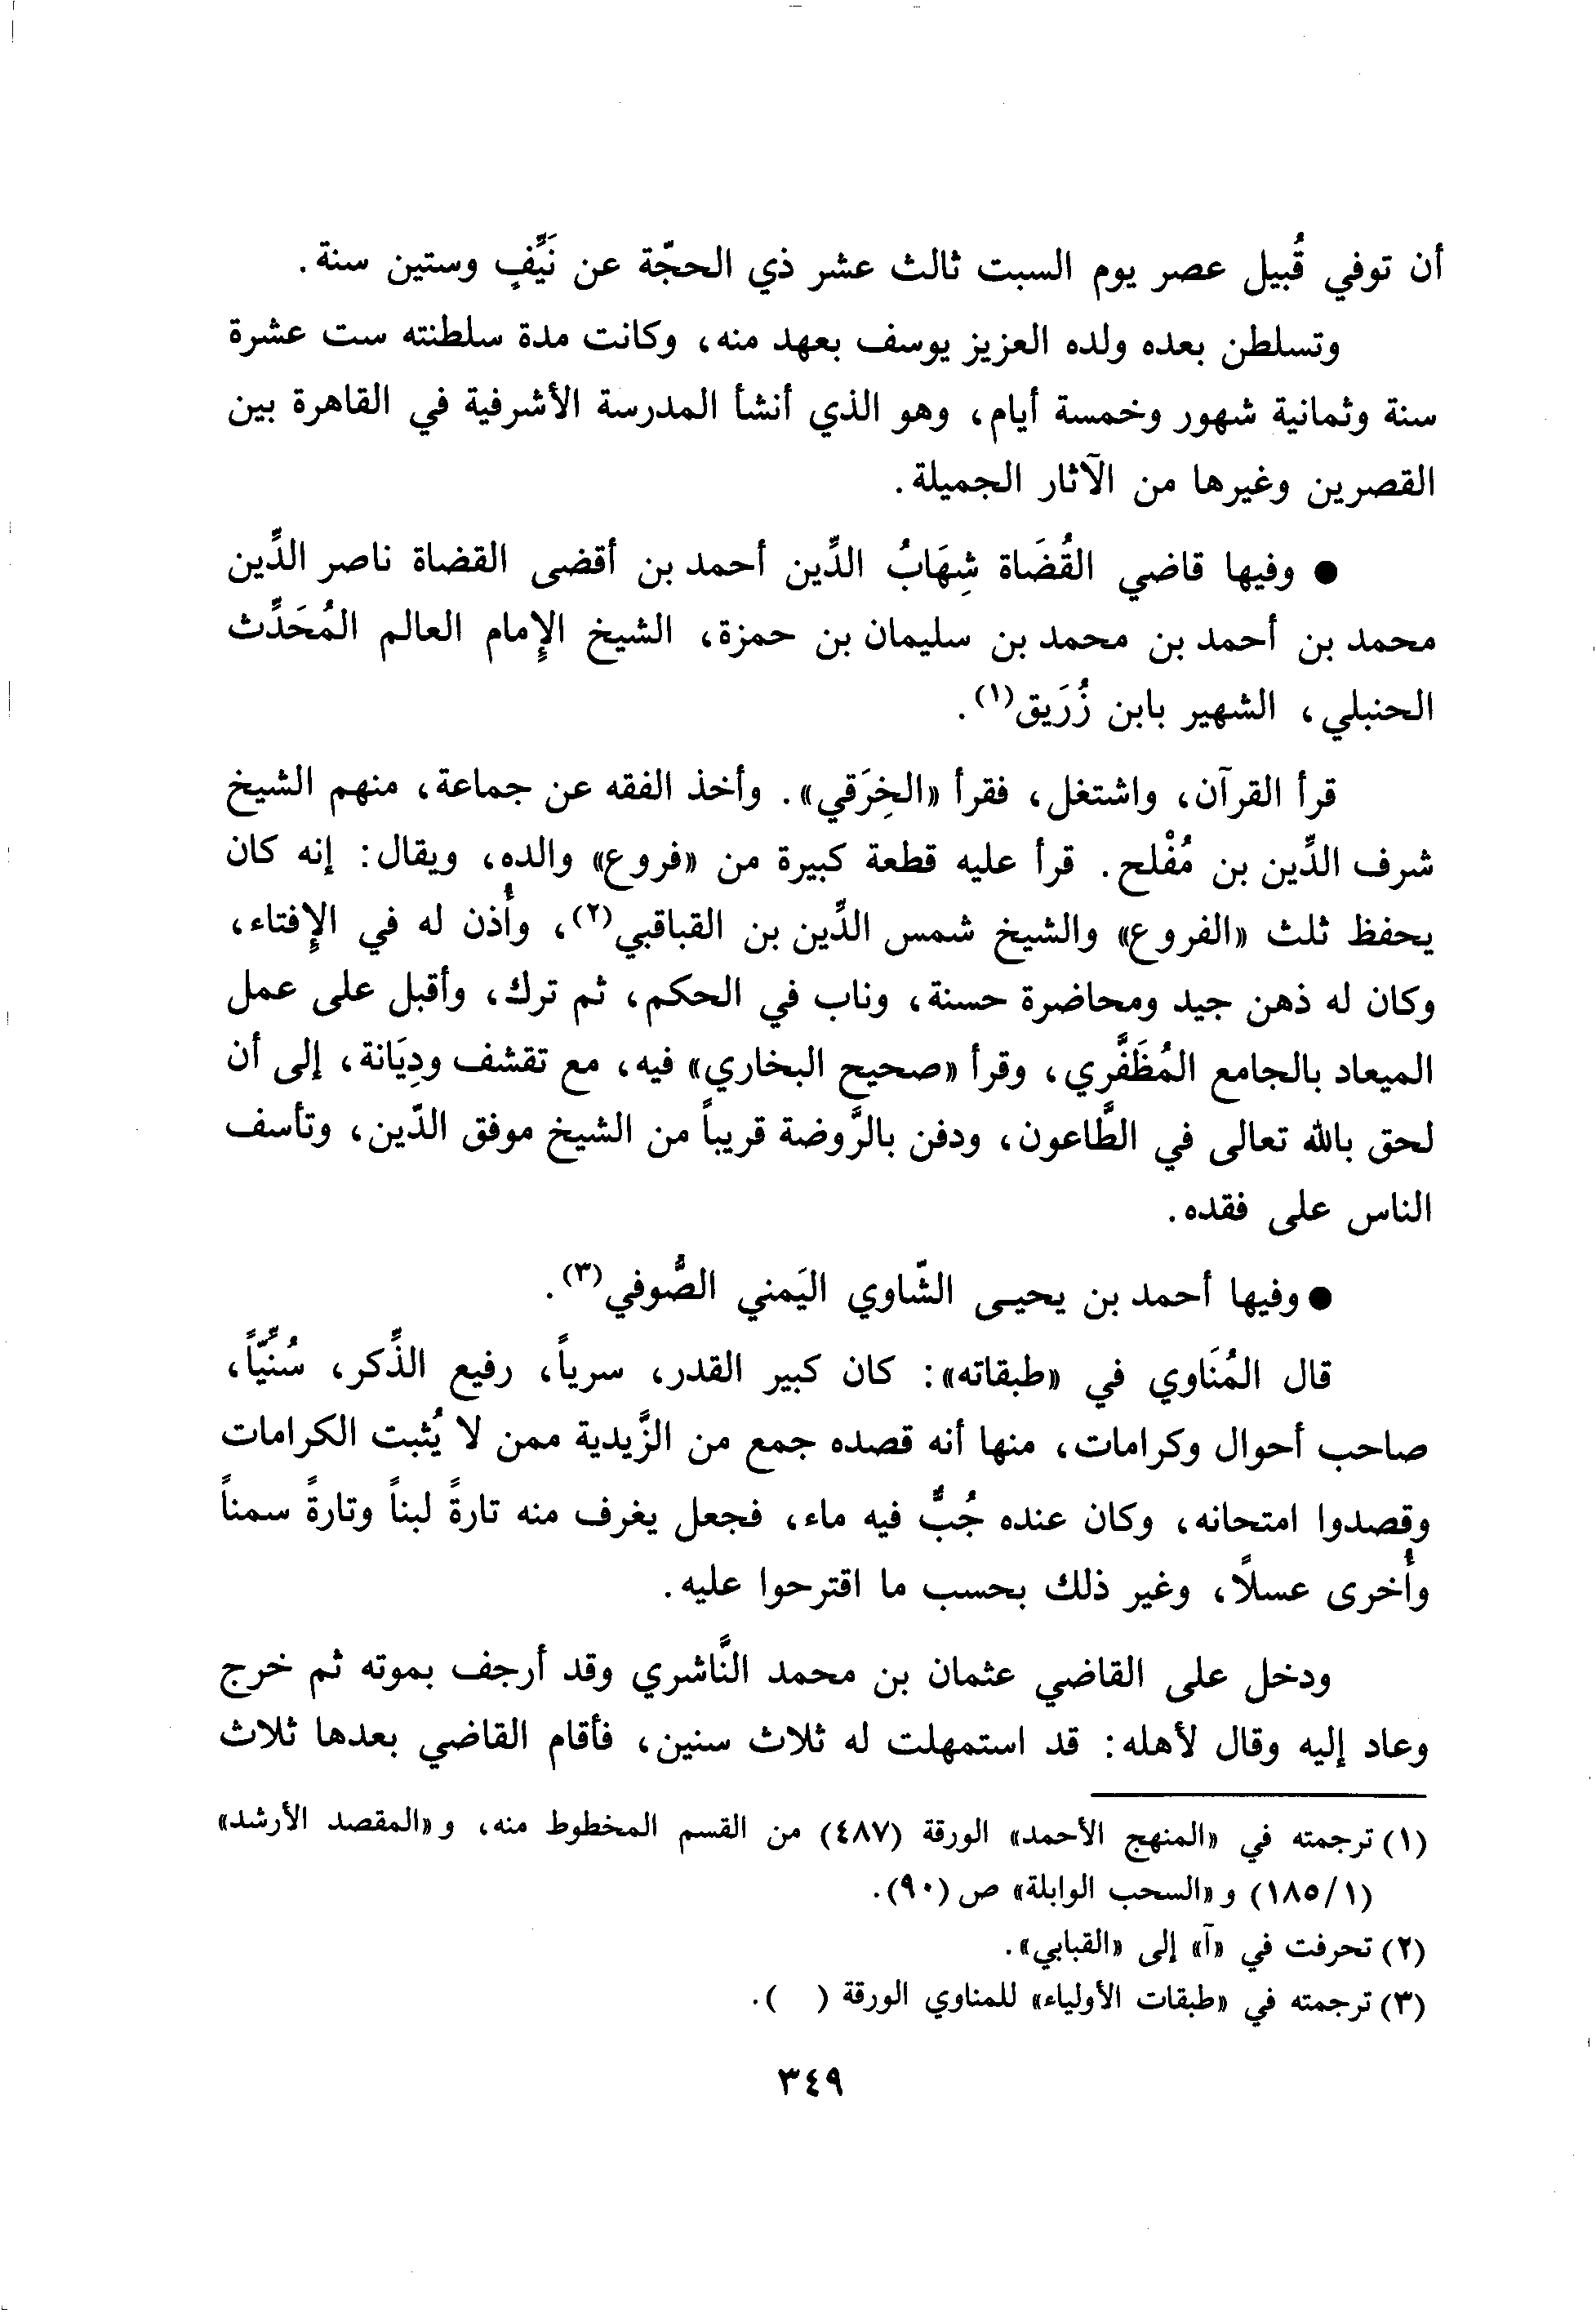 أن توفي قُبيل عصر يوم السبت ثالث عشر ذي الحجّة عن نَيِّفٍ وستين سنة.
وتسلطن بعده ولده العزيز يوسف بعهد منه، وكانت مدة سلطنته ست عشرة
سنة وثمانية شهور وخمسة أيام، وهو الذي أنشأ المدرسة الأشرفية في القاهرة بين
القصرين وغيرها من الآثار الجميلة.
● وفيها قاضي القُضَاة شِهَابُ الدِّين أحمد بن أقضى القضاة ناصر الدِّين
محمد بن أحمد بن محمد بن سليمان بن حمزة، الشيخ الإِمام العالم المُحَدِّث
الحنبلي، الشهير بابن زُرَيق(١).
قرأ القرآن، واشتغل، فقرأ «الخِرَقي». وأخذ الفقه عن جماعة، منهم الشيخ
شرف الدِّين بن مُفْلح. قرأ عليه قطعة كبيرة من «فروع» والده، ويقال: إنه كان
يحفظ ثلث «الفروع» والشيخ شمس الدِّين بن القباقبي(٢)، وأُذن له في الإِفتاء،
وكان له ذهن جيد ومحاضرة حسنة، وناب في الحكم، ثم ترك، وأقبل على عمل
الميعاد بالجامع المُظَفَّري، وقرأ «صحيح البخاري» فيه، مع تقشف ودِيَانة، إلى أن
لحق بالله تعالى في الطَّاعون، ودفن بالرَّوضة قريباً من الشيخ موفق الدّين، وتأسف
الناس على فقده.
● وفيها أحمد بن يحيـى الشّاوي اليَمني الصُّوفي(٣).
قال المُنَاوي في «طبقاته»: كان كبير القدر، سرياً، رفيع الذِّكر، سُنِّيّاً،
صاحب أحوال وكرامات، منها أنه قصده جمع من الزَّيدية ممن لا يُثبت الكرامات
وقصدوا امتحانه، وكان عنده جُبٌّ فيه ماء، فجعل يغرف منه تارةً لبناً وتارةً سمناً
وأُخرى عسلاً، وغير ذلك بحسب ما اقترحوا عليه.
ودخل على القاضي عثمان بن محمد النَّاشري وقد أرجف بموته ثم خرج
وعاد إليه وقال لأهله: قد استمهلت له ثلاث سنين، فأقام القاضي بعدها ثلاث
(١) ترجمته في «المنهج الأحمد» الورقة (٤٨٧) من القسم المخطوط منه، و«المقصد الأرشد»
(١/١٨٥) و«السحب الوابلة» ص (٩٠).
(٢) تحرفت في «آ» إلى «القبابي».
(٣) ترجمته في «طبقات الأولياء» للمناوي الورقة ( ).
٣٤٩